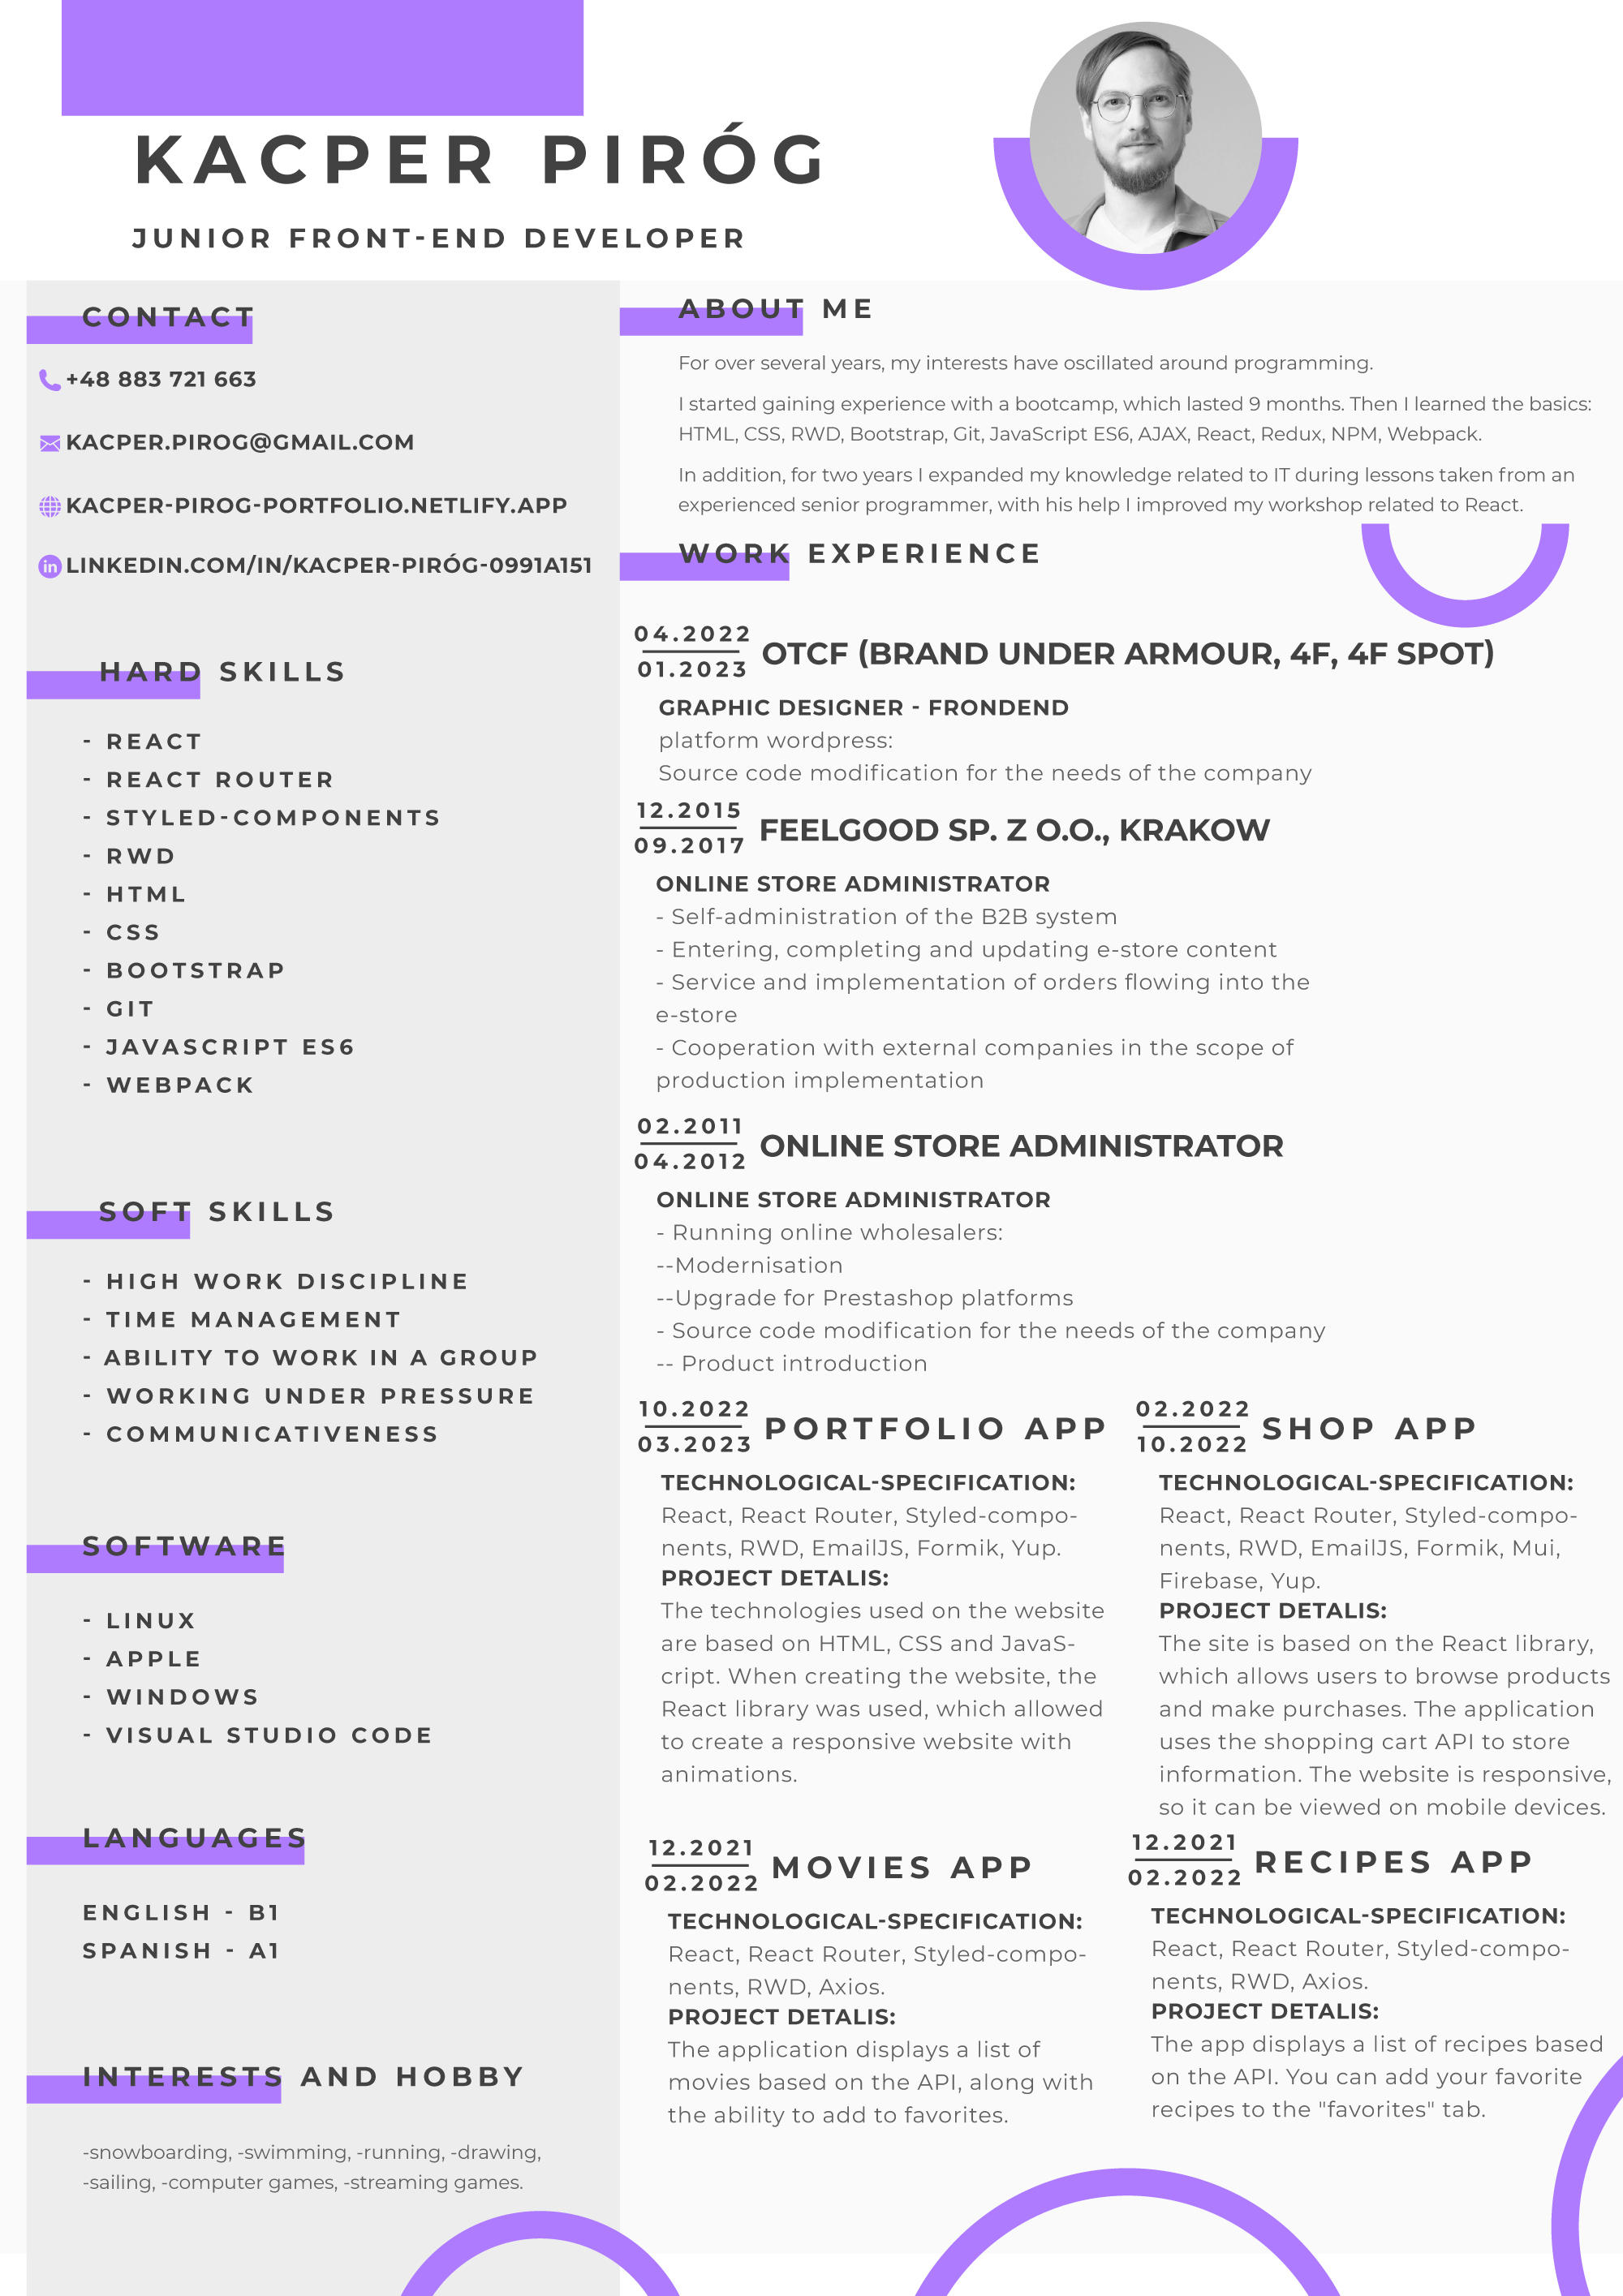 KACPER PIRÓG
JUNIOR FRONT-END DEVELOPER
CONTACT
+48 883 721 663
KACPER.PIROG@GMAIL.COM
KACPER-PIROG-PORTFOLIO.NETLIFY.APP
LINKEDIN.COM/IN/KACPER-PIRÓG-0991A151
HARD SKILLS
- REACT
- REACT ROUTER
- STYLED-COMPONENTS
- RWD
- HTML
- CSS
- BOOTSTRAP
- GIT
- JAVASCRIPT ES6
- WEBPACK
SOFT SKILLS
- HIGH WORK DISCIPLINE
- TIME MANAGEMENT
- ABILITY TO WORK IN A GROUP
- WORKING UNDER PRESSURE
- COMMUNICATIVENESS
SOFTWARE
- LINUX
- APPLE
- WINDOWS
- VISUAL STUDIO CODE
LANGUAGES
ENGLISH - B1
SPANISH - A1
INTERESTS AND HOBBY
-snowboarding, -swimming, -running, -drawing,
-sailing, -computer games, -streaming games.
ABOUT ME
For over several years, my interests have oscillated around programming.
I started gaining experience with a bootcamp, which lasted 9 months. Then I learned the basics:
HTML, CSS, RWD, Bootstrap, Git, JavaScript ES6, AJAX, React, Redux, NPM, Webpack.
In addition, for two years I expanded my knowledge related to IT during lessons taken from an
experienced senior programmer, with his help I improved my workshop related to React.
WORK EXPERIENCE
04.2022
01.2023
OTCF (BRAND UNDER ARMOUR, 4F, 4F SPOT)
GRAPHIC DESIGNER - FRONDEND
platform wordpress:
Source code modification for the needs of the company
12.2015
09.2017
FEELGOOD SP. Z O.O., KRAKOW
ONLINE STORE ADMINISTRATOR
- Self-administration of the B2B system
- Entering, completing and updating e-store content
- Service and implementation of orders flowing into the
e-store
- Cooperation with external companies in the scope of
production implementation
02.2011
04.2012
ONLINE STORE ADMINISTRATOR
ONLINE STORE ADMINISTRATOR
- Running online wholesalers:
--Modernisation
--Upgrade for Prestashop platforms
- Source code modification for the needs of the company
-- Product introduction
10.2022
03.2023
PORTFOLIO APP
TECHNOLOGICAL-SPECIFICATION:
React, React Router, Styled-compo-
nents, RWD, EmailJS, Formik, Yup.
PROJECT DETALIS:
The technologies used on the website
are based on HTML, CSS and JavaS-
cript. When creating the website, the
React library was used, which allowed
to create a responsive website with
animations.
02.2022
10.2022
SHOP APP
TECHNOLOGICAL-SPECIFICATION:
React, React Router, Styled-compo-
nents, RWD, EmailJS, Formik, Mui,
Firebase, Yup.
PROJECT DETALIS:
The site is based on the React library,
which allows users to browse products
and make purchases. The application
uses the shopping cart API to store
information. The website is responsive,
so it can be viewed on mobile devices.
12.2021
02.2022
MOVIES APP
TECHNOLOGICAL-SPECIFICATION:
React, React Router, Styled-compo-
nents, RWD, Axios.
PROJECT DETALIS:
The application displays a list of
movies based on the API, along with
the ability to add to favorites.
12.2021
02.2022
RECIPES APP
TECHNOLOGICAL-SPECIFICATION:
React, React Router, Styled-compo-
nents, RWD, Axios.
PROJECT DETALIS:
The app displays a list of recipes based
on the API. You can add your favorite
recipes to the "favorites" tab.